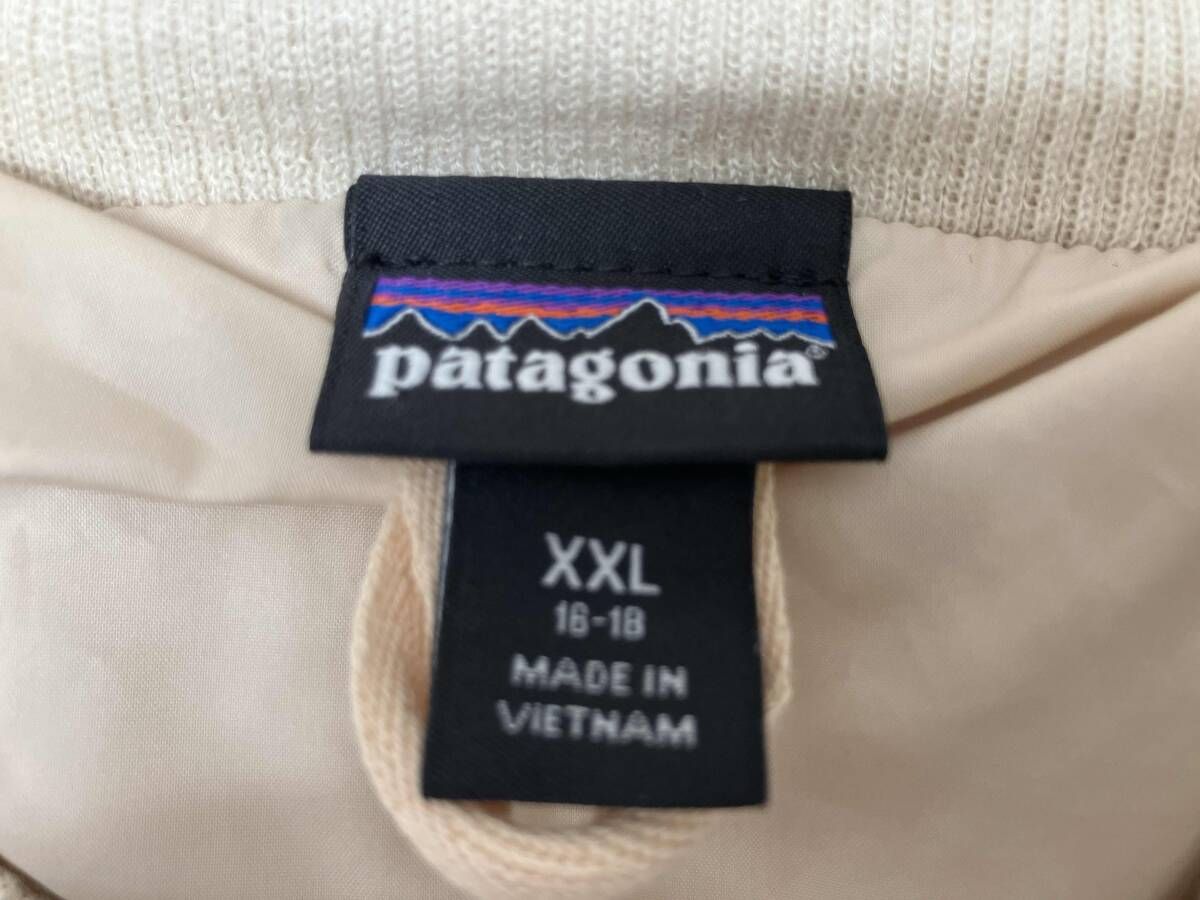 patagonia®
XXL
16-18
MADE IN
VIETNAM